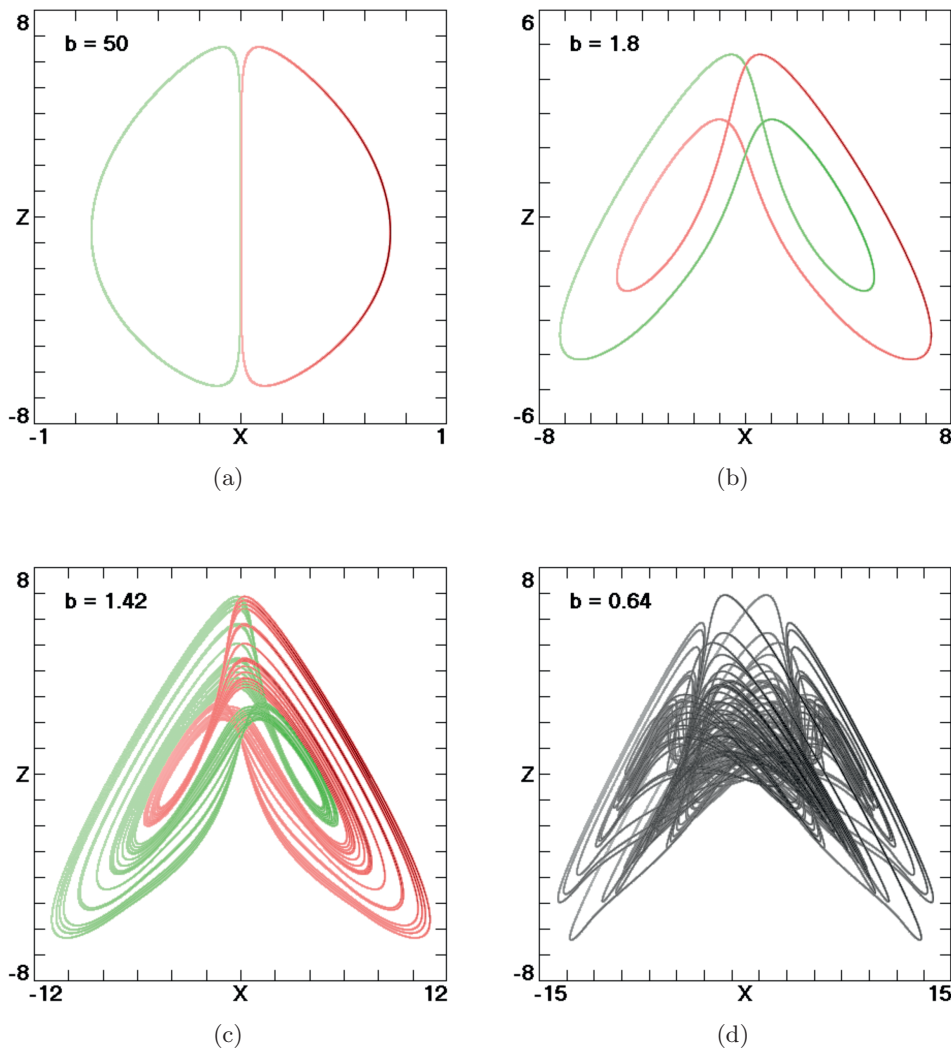 8
b = 50
Z
-8
-1
X
1
(a)
6
b = 1.8
Z
-6
-8
X
8
(b)
8
b = 1.42
Z
-8
-12
X
12
(c)
8
b = 0.64
Z
-8
-15
X
15
(d)